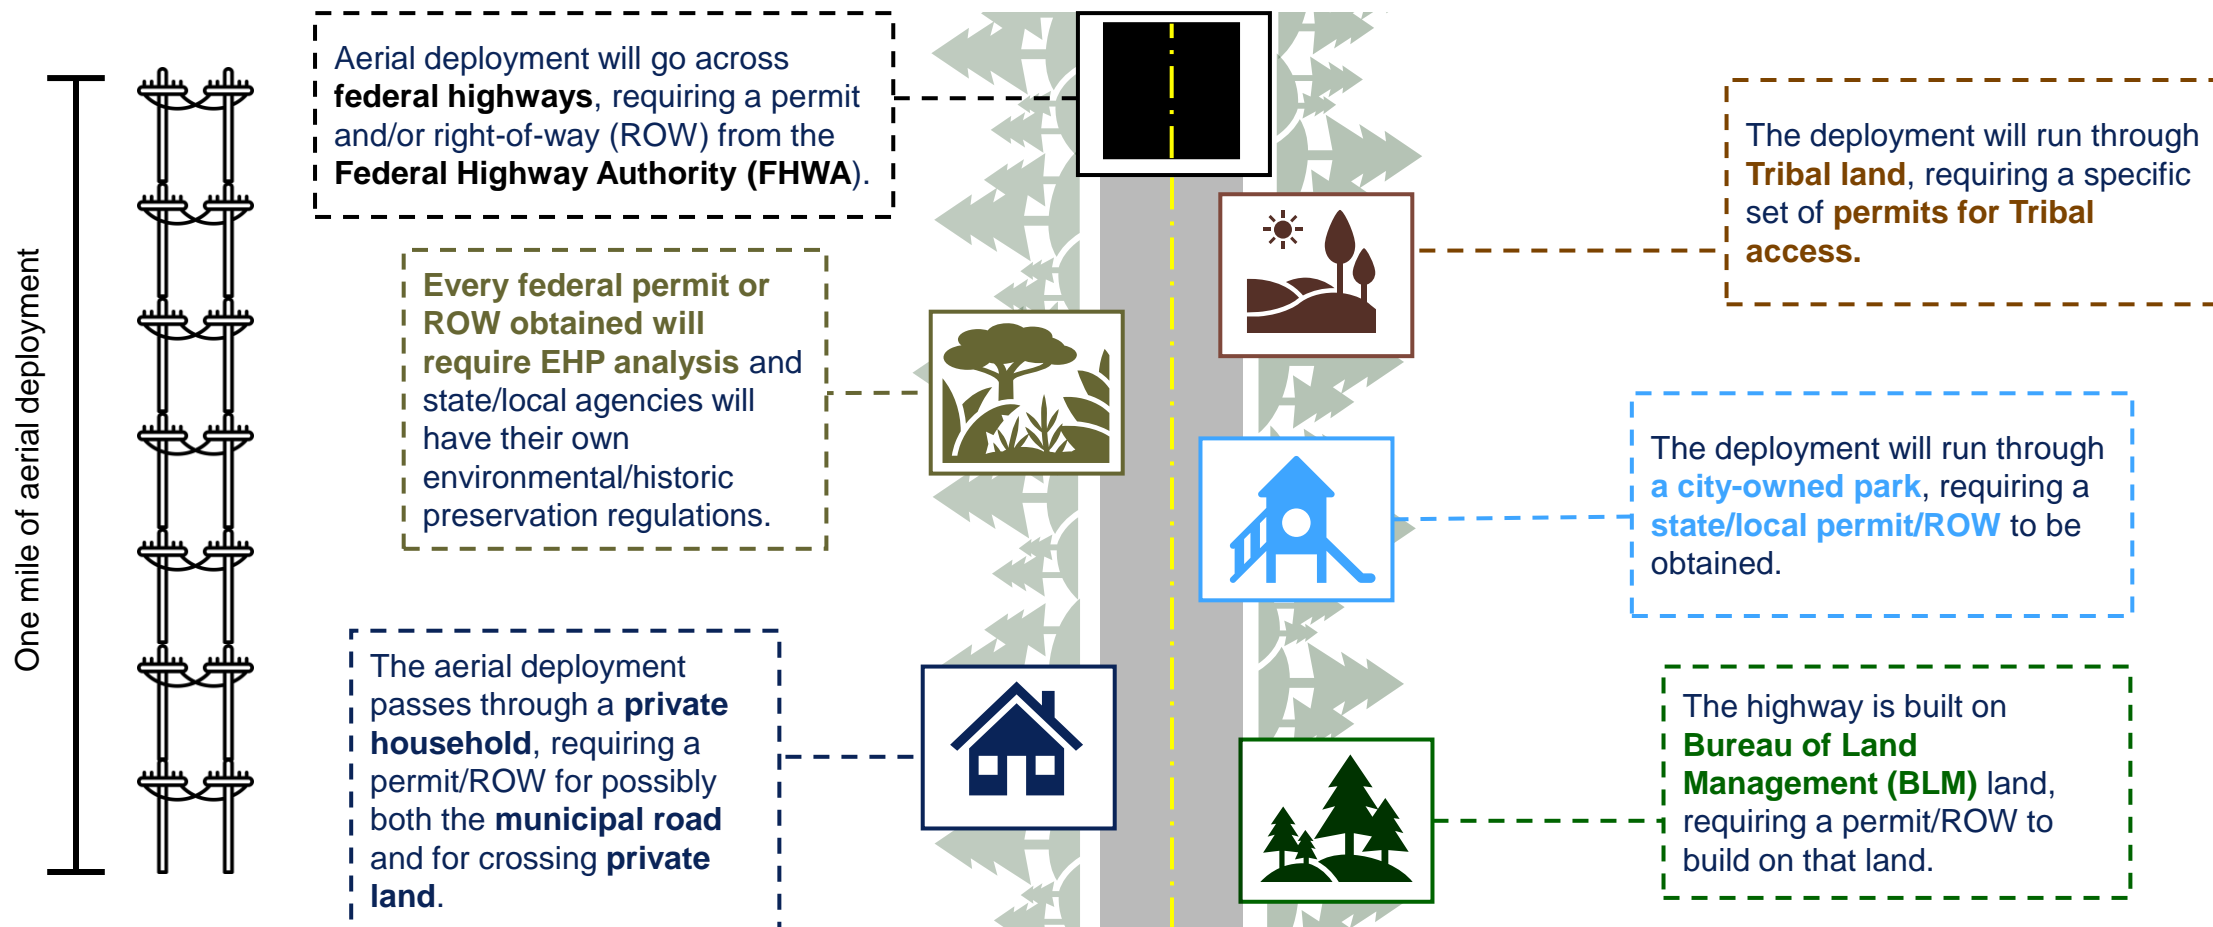 One mile of aerial deployment
Aerial deployment will go across
federal highways, requiring a permit
and/or right-of-way (ROW) from the
Federal Highway Authority (FHWA).
Every federal permit or
ROW obtained will
require EHP analysis and
state/local agencies will
have their own
environmental/historic
preservation regulations.
The aerial deployment
passes through a private
household, requiring a
permit/ROW for possibly
both the municipal road
and for crossing private
land.
The deployment will run through
Tribal land, requiring a specific
set of permits for Tribal
access.
The deployment will run through
a city-owned park, requiring a
state/local permit/ROW to be
obtained.
The highway is built on
Bureau of Land
Management (BLM) land,
requiring a permit/ROW to
build on that land.